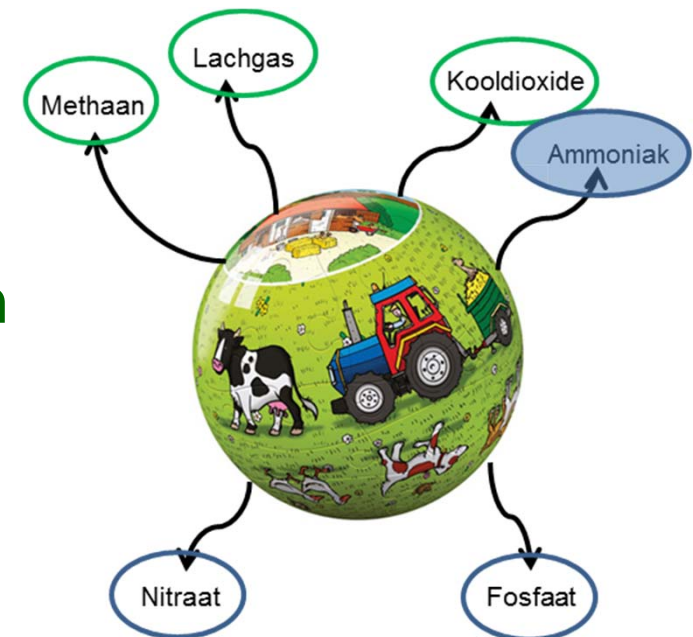 Lachgas
Methaan
Kooldioxide
Ammoniak
n
Nitraat
Fosfaat